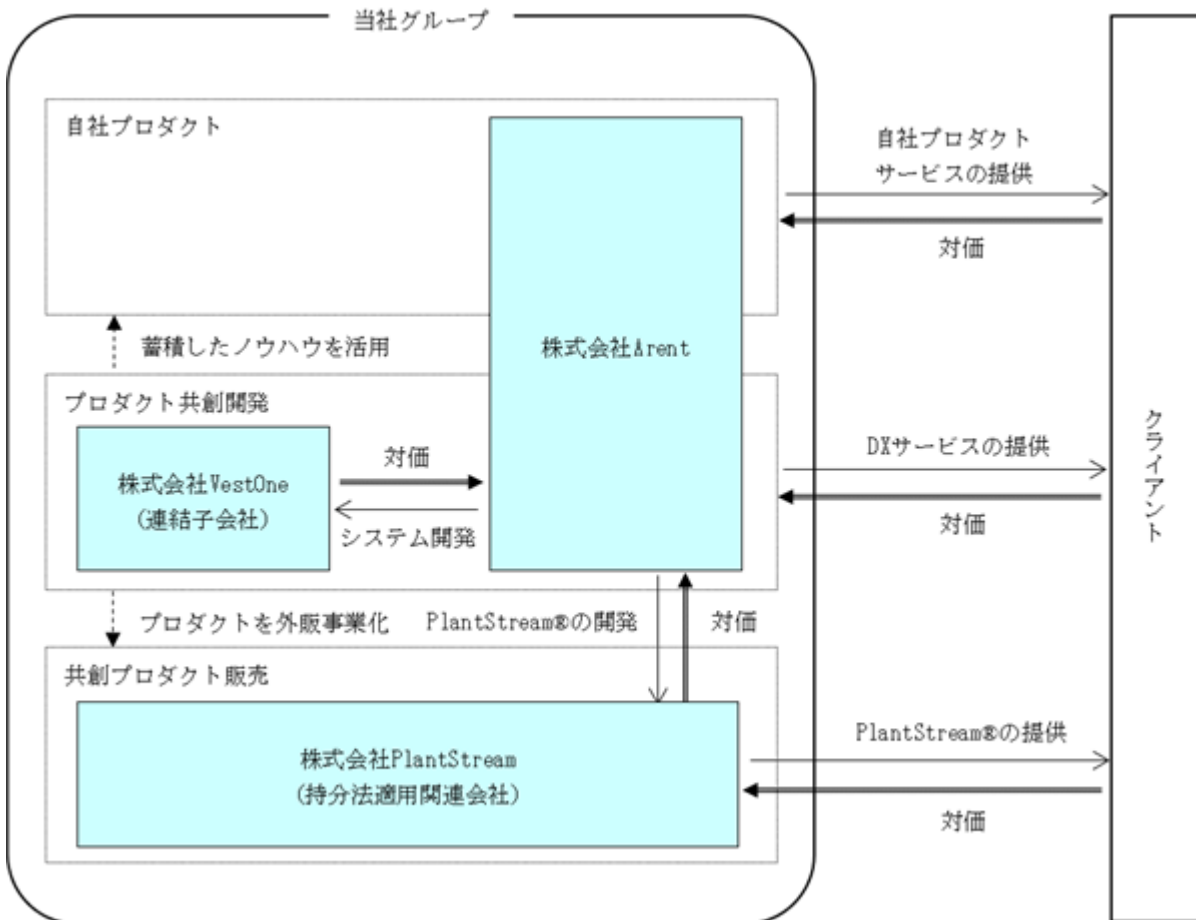 当社グループ
自社プロダクト
自社プロダクト
サービスの提供
対価
株式会社Arent
蓄積したノウハウを活用
プロダクト共創開発
株式会社VestOne
(連結子会社)
対価
システム開発
DXサービスの提供
対価
クライアント
プロダクトを外販事業化
PlantStream®の開発
対価
共創プロダクト販売
株式会社PlantStream
(持分法適用関連会社)
PlantStream®の提供
対価